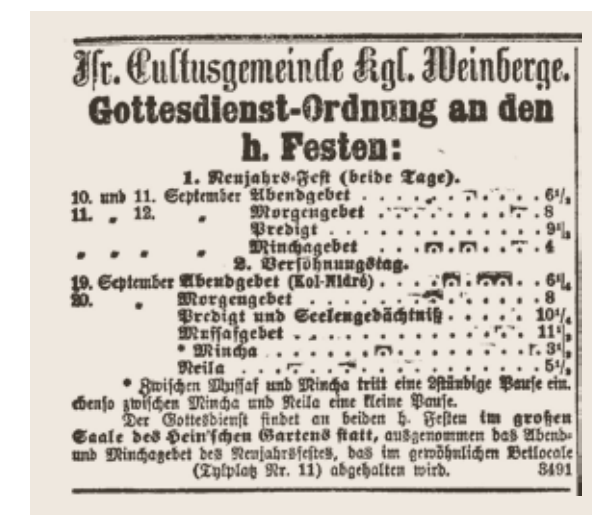 Isr. Cultusgemeinde Kgl. Weinberge.
Gottesdienst-Ordnung an den
h. Festen:
1. Neujahrs-Fest (beide Tage).
10. und 11. September Abendgebet . . . . . . . . . 6½
11. „ 12. „ Morgengebet . . . . . . . . . 8
Predigt . . . . . . . . . 9½
„ „ „ „ Minchagebet . . . . . . . . . 4
2. Versöhnungstag.
19. September Abendgebet (Kol-Nidré) . . . . . . . . 6¼
20. „ Morgengebet . . . . . . . . . 8
Predigt und Seelengedächtniß . . . . . 10¼
Muffafgebet . . . . . . . . . 11½
* Mincha . . . . . . . . . 3½
Neila . . . . . . . . . 5¼
* Zwischen Muffaf und Mincha tritt eine 2stündige Pause ein,
ebenso zwischen Mincha und Neila eine kleine Pause.
Der Gottesdienst findet an beiden h. Festen im großen
Saale des Hein'schen Gartens statt, ausgenommen das Abend-
und Minchagebet des Neujahrsfestes, das im gewöhnlichen Betlocale
(Tylplatz Nr. 11) abgehalten wird. 3491